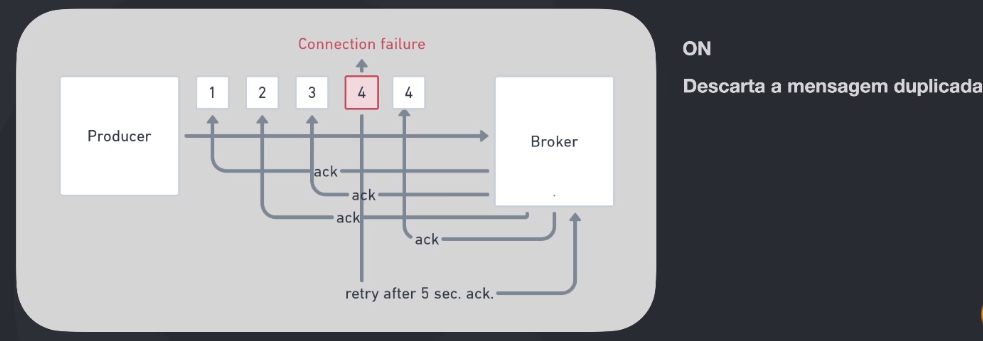 Connection failure
1
2
3
4
4
Producer
Broker
ack
ack
ack
ack
retry after 5 sec. ack.
ON
Descarta a mensagem duplicada